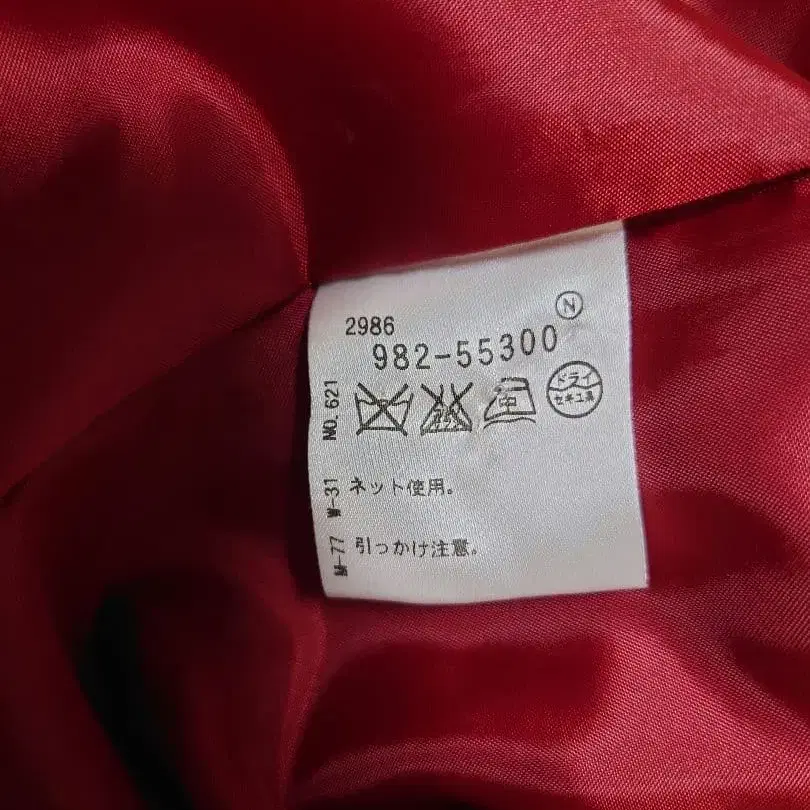 2986
Ⓝ
982-55300
中
ドライ
セキユ系
ネット使用。
引っかけ注意。
NO.621
W-31
M-77